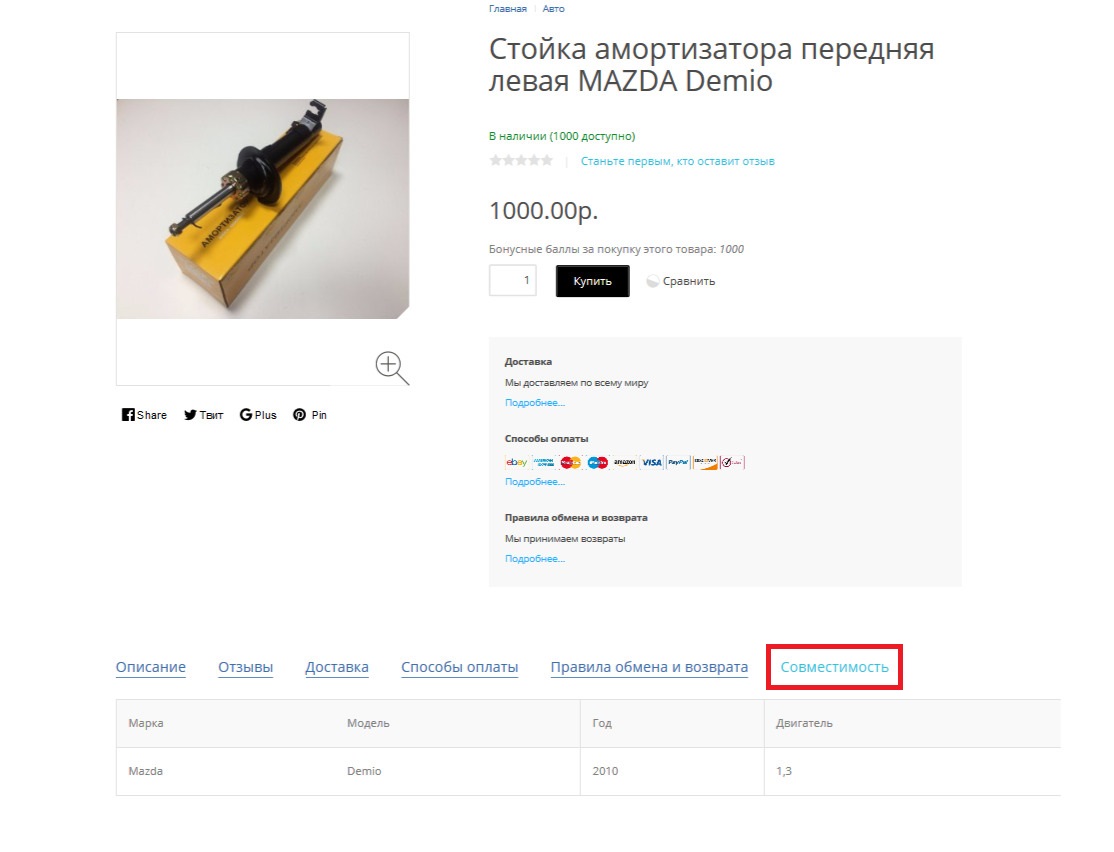 Главная | Авто
Стойка амортизатора передняя
левая MAZDA Demio
В наличии (1000 доступно)
| Станьте первым, кто оставит отзыв
1000.00р.
Бонусные баллы за покупку этого товара: 1000
1 Купить Сравнить
Доставка
Мы доставляем по всему миру
Подробнее...
Способы оплаты
ebay amazon VISA PayPal
Подробнее...
Правила обмена и возврата
Мы принимаем возвраты
Подробнее...
Share Твит Plus Pin
Описание Отзывы Доставка Способы оплаты Правила обмена и возврата Совместимость
Марка Модель Год Двигатель
Mazda Demio 2010 1,3